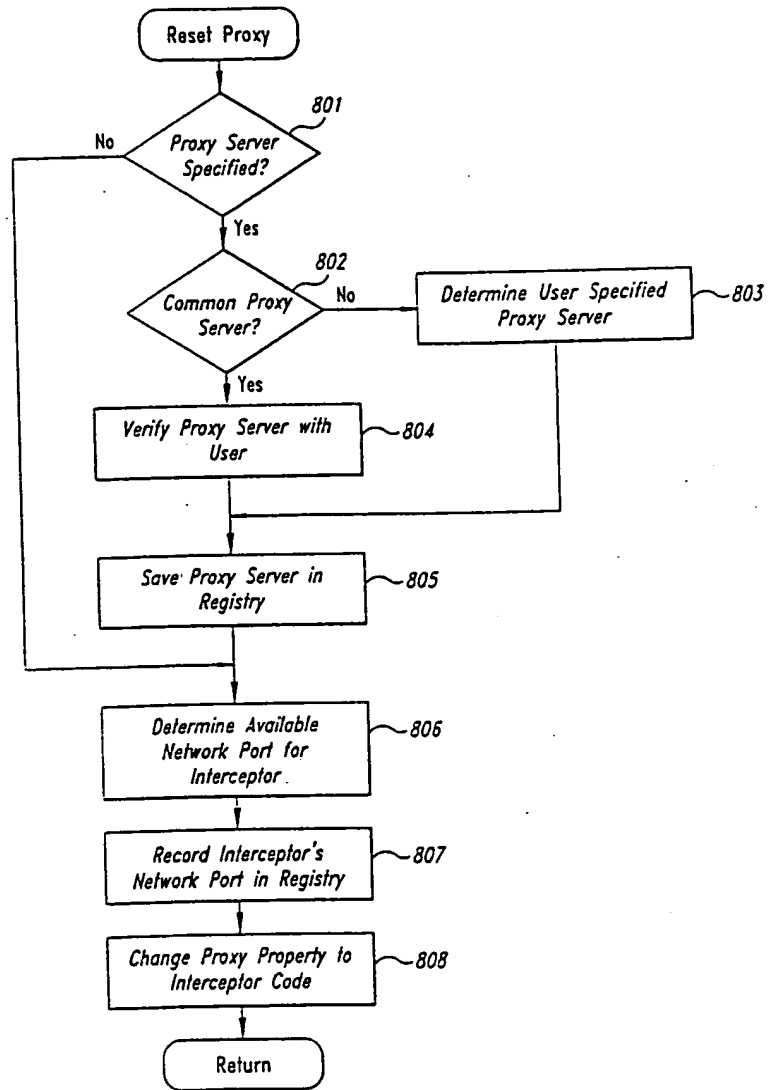 Reset Proxy
801
No
Proxy Server
Specified?
Yes
802
Common Proxy
Server?
No
Determine User Specified
Proxy Server
803
Yes
Verify Proxy Server with
User
804
Save Proxy Server in
Registry
805
Determine Available
Network Port for
Interceptor
806
Record Interceptor's
Network Port in Registry
807
Change Proxy Property to
Interceptor Code
808
Return